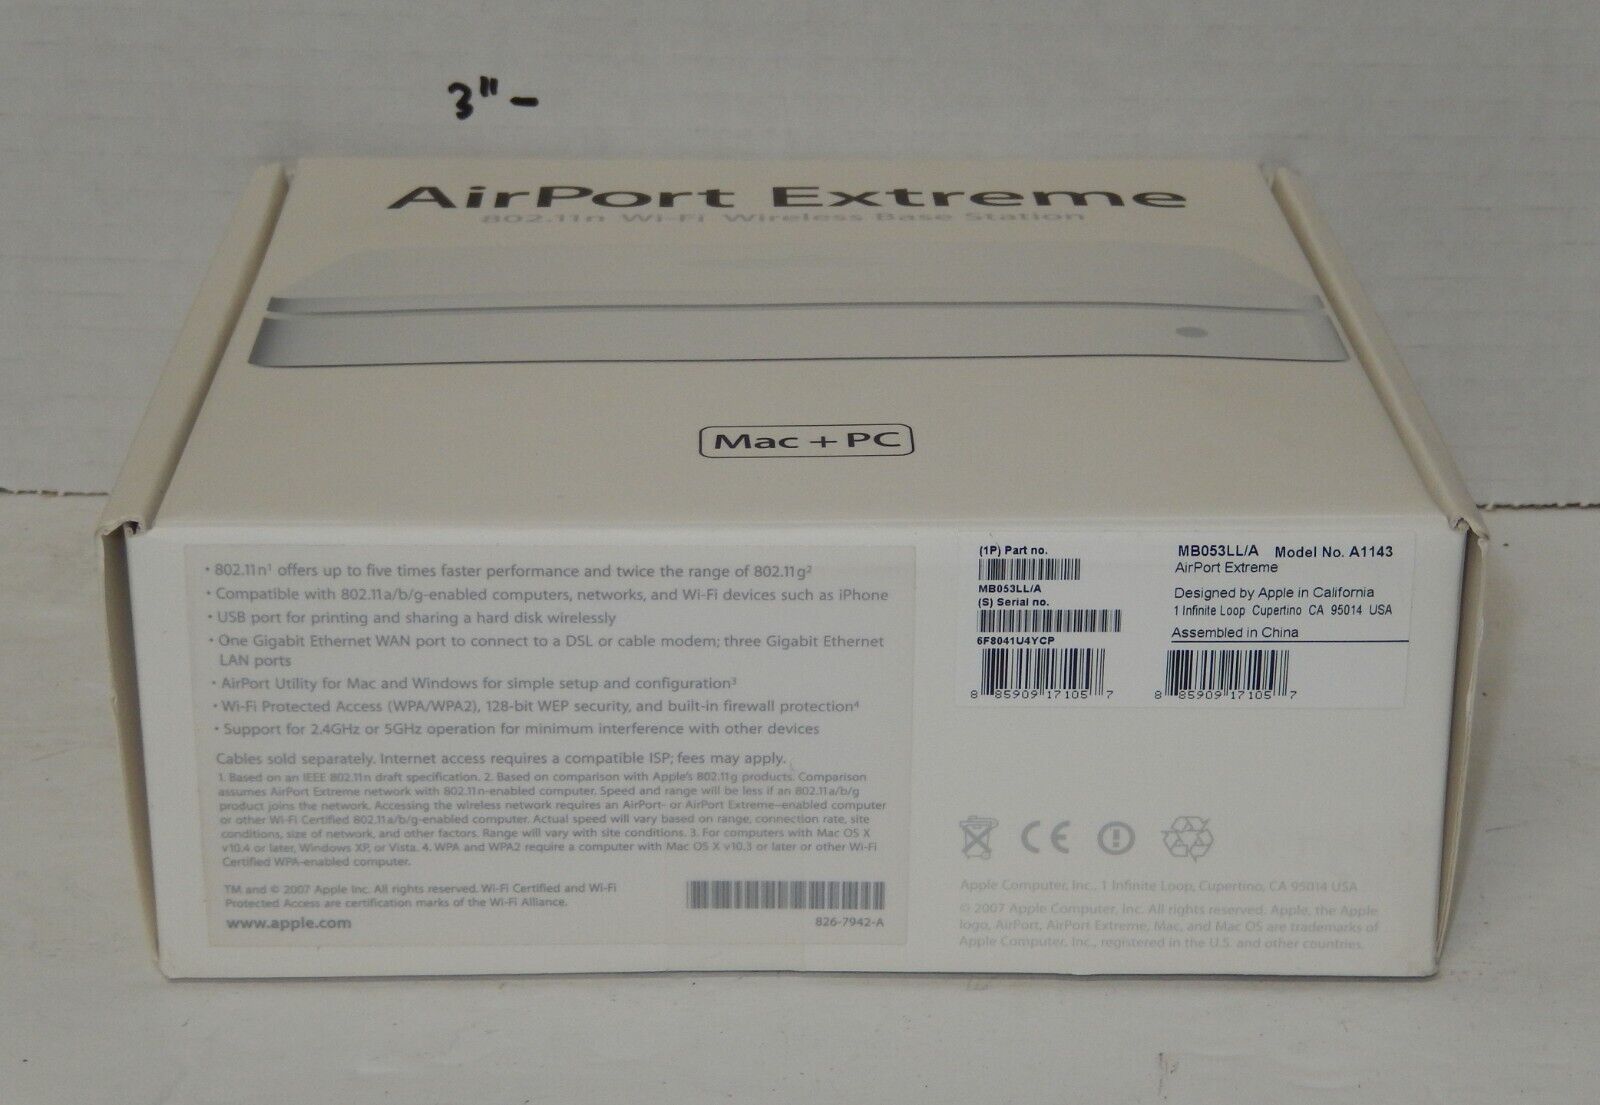 3" -
AirPort Extreme
802.11n Wi-Fi Wireless Base Station
Mac + PC
• 802.11n¹ offers up to five times faster performance and twice the range of 802.11g²
• Compatible with 802.11a/b/g-enabled computers, networks, and Wi-Fi devices such as iPhone
• USB port for printing and sharing a hard disk wirelessly
• One Gigabit Ethernet WAN port to connect to a DSL or cable modem; three Gigabit Ethernet
LAN ports
• AirPort Utility for Mac and Windows for simple setup and configuration³
• Wi-Fi Protected Access (WPA/WPA2), 128-bit WEP security, and built-in firewall protection⁴
• Support for 2.4GHz or 5GHz operation for minimum interference with other devices
Cables sold separately. Internet access requires a compatible ISP; fees may apply.
1. Based on an IEEE 802.11n draft specification. 2. Based on comparison with Apple's 802.11g products. Comparison
assumes AirPort Extreme network with 802.11n-enabled computer. Speed and range will be less if an 802.11a/b/g
product joins the network. Accessing the wireless network requires an AirPort- or AirPort Extreme-enabled computer
or other Wi-Fi Certified 802.11a/b/g-enabled computer. Actual speed will vary based on range, connection rate, site
conditions, size of network, and other factors. Range will vary with site conditions. 3. For computers with Mac OS X
v10.4 or later, Windows XP, or Vista. 4. WPA and WPA2 require a computer with Mac OS X v10.3 or later or other Wi-Fi
Certified WPA-enabled computer.
TM and © 2007 Apple Inc. All rights reserved. Wi-Fi Certified and Wi-Fi
Protected Access are certification marks of the Wi-Fi Alliance.
www.apple.com
826-7942-A
(1P) Part no.
MB053LL/A
(S) Serial no.
6F8041U4YCP
8 85909 17105 7
MB053LL/A Model No. A1143
AirPort Extreme
Designed by Apple in California
1 Infinite Loop Cupertino CA 95014 USA
Assembled in China
8 85909 17105 7
CE
Apple Computer, Inc., 1 Infinite Loop, Cupertino, CA 95014 USA
© 2007 Apple Computer, Inc. All rights reserved. Apple, the Apple
logo, AirPort, AirPort Extreme, Mac, and Mac OS are trademarks of
Apple Computer, Inc., registered in the U.S. and other countries.